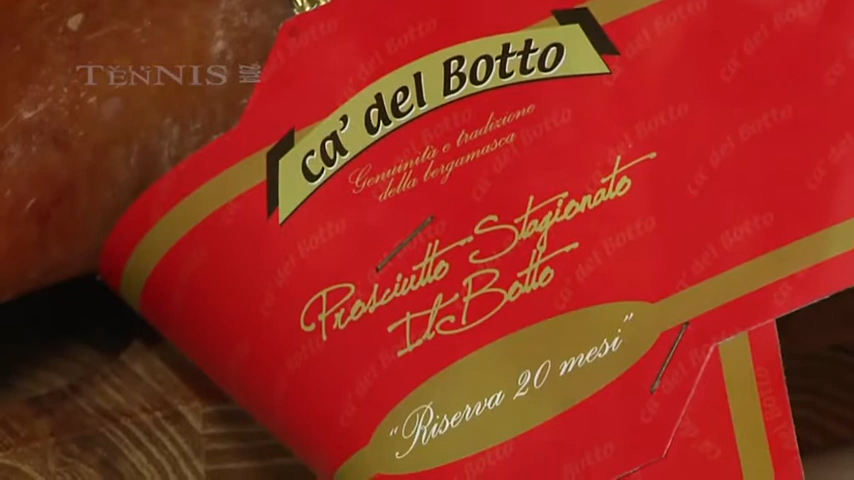 TENNIS
ca' del Botto
Genuinità e tradizione
della bergamasca
Prosciutto Stagionato
Il Botto
"Riserva 20 mesi"